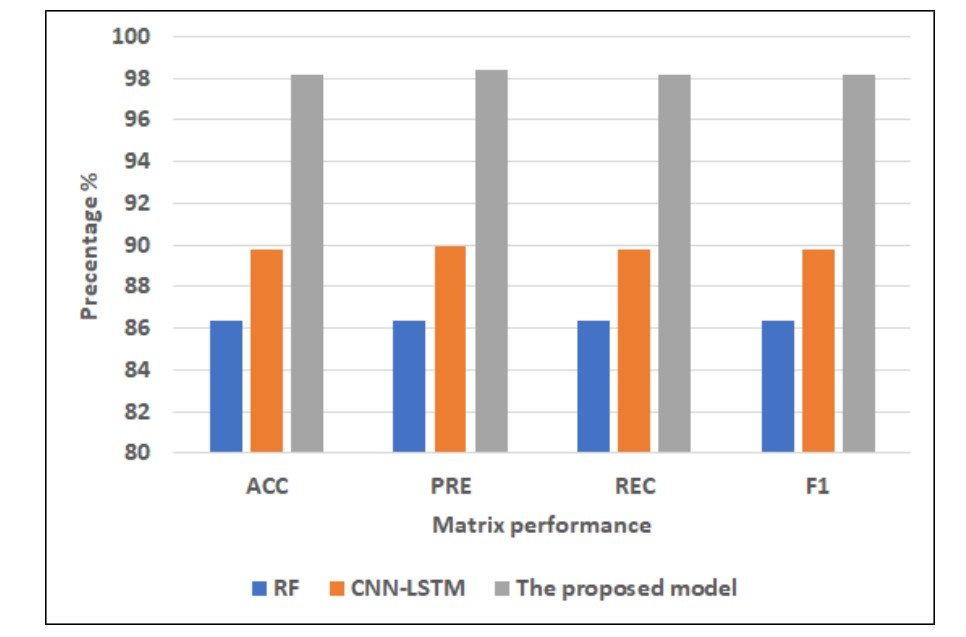 100
98
96
94
92
90
88
86
84
82
80
Precentage %
ACC PRE REC F1
Matrix performance
RF CNN-LSTM The proposed model